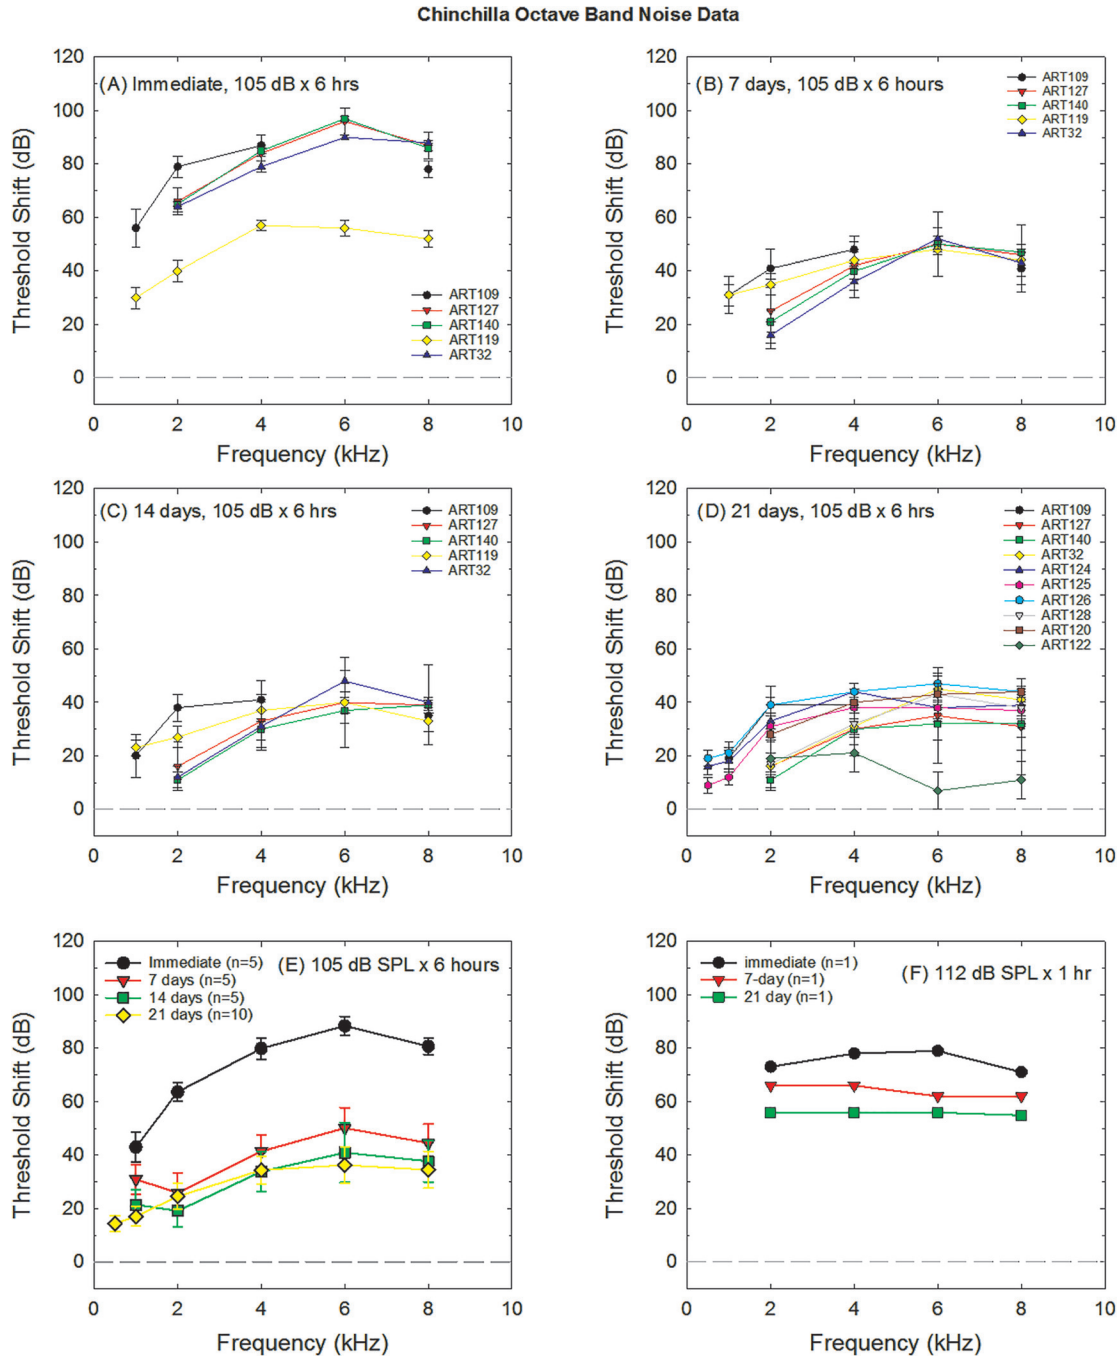 Chinchilla Octave Band Noise Data
(A) Immediate, 105 dB x 6 hrs
Threshold Shift (dB)
120
100
80
60
40
20
0
ART109
ART127
ART140
ART119
ART32
0 2 4 6 8 10
Frequency (kHz)
(B) 7 days, 105 dB x 6 hours
Threshold Shift (dB)
120
100
80
60
40
20
0
ART109
ART127
ART140
ART119
ART32
0 2 4 6 8 10
Frequency (kHz)
(C) 14 days, 105 dB x 6 hrs
Threshold Shift (dB)
120
100
80
60
40
20
0
ART109
ART127
ART140
ART119
ART32
0 2 4 6 8 10
Frequency (kHz)
(D) 21 days, 105 dB x 6 hrs
Threshold Shift (dB)
120
100
80
60
40
20
0
ART109
ART127
ART140
ART32
ART124
ART125
ART126
ART128
ART120
ART122
0 2 4 6 8 10
Frequency (kHz)
(E) 105 dB SPL x 6 hours
Threshold Shift (dB)
120
100
80
60
40
20
0
Immediate (n=5)
7 days (n=5)
14 days (n=5)
21 days (n=10)
0 2 4 6 8 10
Frequency (kHz)
(F) 112 dB SPL x 1 hr
Threshold Shift (dB)
120
100
80
60
40
20
0
immediate (n=1)
7-day (n=1)
21 day (n=1)
0 2 4 6 8 10
Frequency (kHz)